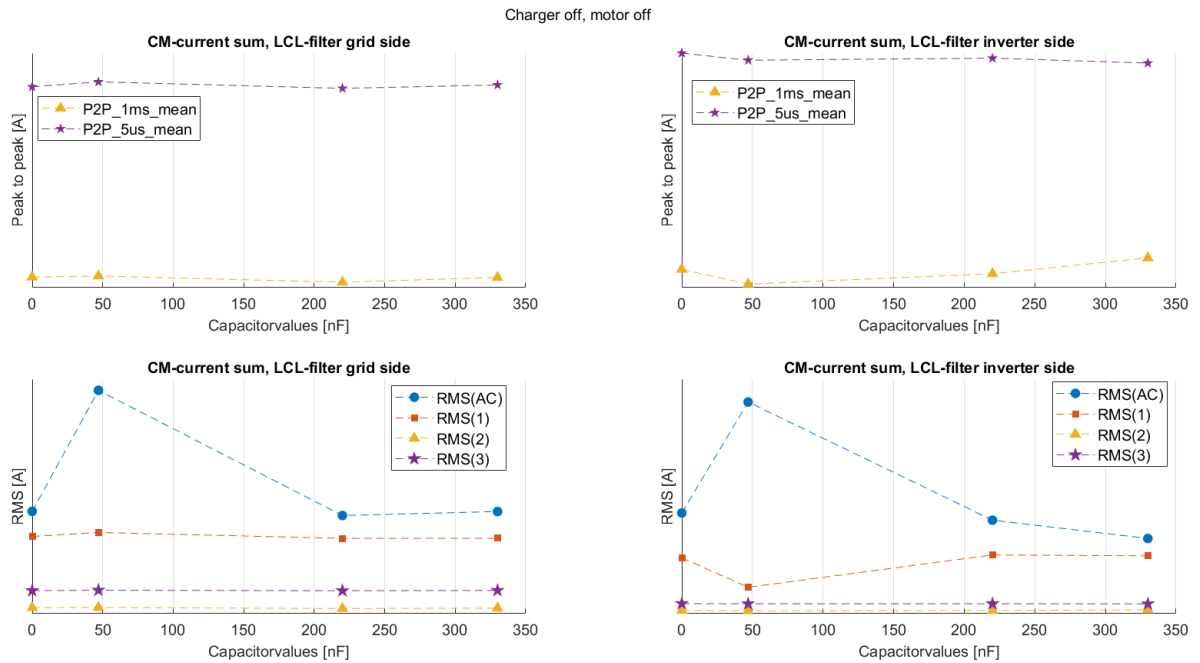 Charger off, motor off
CM-current sum, LCL-filter grid side
Peak to peak [A]
P2P_1ms_mean
P2P_5us_mean
0 50 100 150 200 250 300 350
Capacitorvalues [nF]
CM-current sum, LCL-filter inverter side
Peak to peak [A]
P2P_1ms_mean
P2P_5us_mean
0 50 100 150 200 250 300 350
Capacitorvalues [nF]
CM-current sum, LCL-filter grid side
RMS [A]
RMS(AC)
RMS(1)
RMS(2)
RMS(3)
0 50 100 150 200 250 300 350
Capacitorvalues [nF]
CM-current sum, LCL-filter inverter side
RMS [A]
RMS(AC)
RMS(1)
RMS(2)
RMS(3)
0 50 100 150 200 250 300 350
Capacitorvalues [nF]